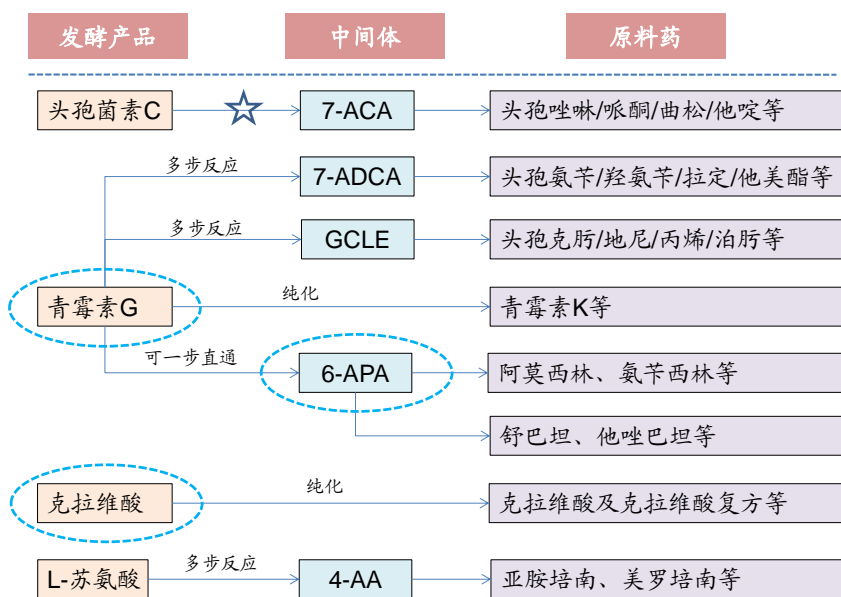 发酵产品
中间体
原料药
头孢菌素C
7-ACA
头孢唑啉/哌酮/曲松/他啶等
多步反应
7-ADCA
头孢氨苄/羟氨苄/拉定/他美酯等
多步反应
GCLE
头孢克肟/地尼/丙烯/泊肟等
青霉素G
纯化
青霉素K等
可一步直通
6-APA
阿莫西林、氨苄西林等
舒巴坦、他唑巴坦等
克拉维酸
纯化
克拉维酸及克拉维酸复方等
L-苏氨酸
多步反应
4-AA
亚胺培南、美罗培南等